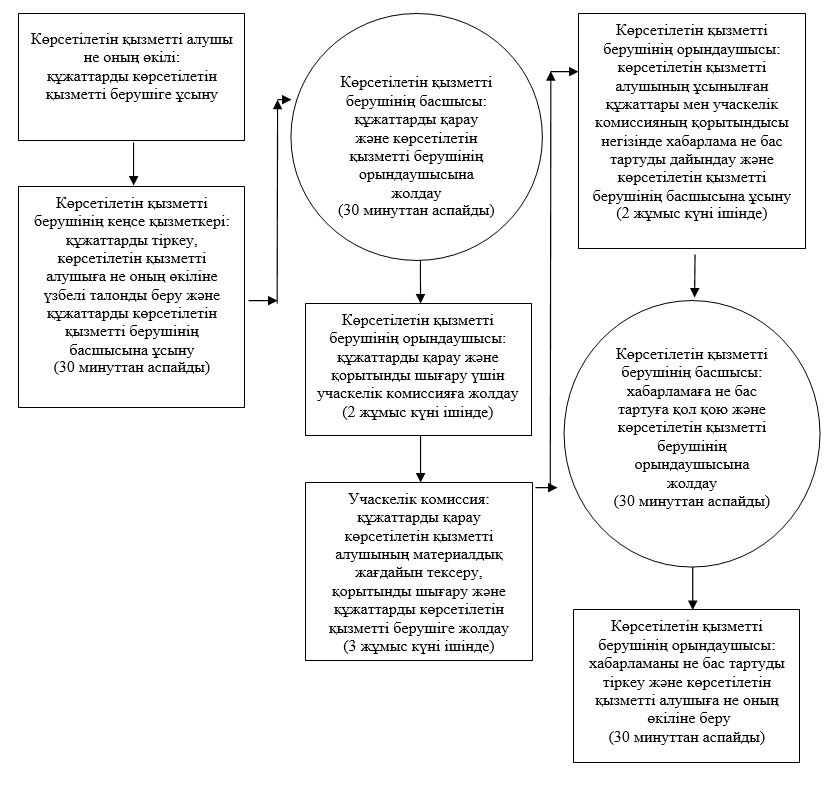 Көрсетілетін қызметті алушы
не оның өкілі:
құжаттарды көрсетілетін
қызметті берушіге ұсыну
Көрсетілетін қызметті
берушінің кеңсе қызметкері:
құжаттарды тіркеу,
көрсетілетін қызметті
алушыға не оның өкіліне
үзбелі талонды беру және
құжаттарды көрсетілетін
қызметті берушінің
басшысына ұсыну
(30 минуттан аспайды)
Көрсетілетін қызметті
берушінің басшысы:
құжаттарды қарау
және көрсетілетін
қызметті берушінің
орындаушысына
жолдау
(30 минуттан аспайды)
Көрсетілетін қызметті
берушінің орындаушысы:
құжаттарды қарау және
қорытынды шығару үшін
учаскелік комиссияға жолдау
(2 жұмыс күні ішінде)
Учаскелік комиссия:
құжаттарды қарау
көрсетілетін қызметті
алушының материалдық
жағдайын тексеру,
қорытынды шығару және
құжаттарды көрсетілетін
қызметті берушіге жолдау
(3 жұмыс күні ішінде)
Көрсетілетін қызметті
берушінің орындаушысы:
көрсетілетін қызметті
алушының ұсынылған
құжаттары мен учаскелік
комиссияның қорытындысы
негізінде хабарлама не бас
тартуды дайындау және
көрсетілетін қызметті
берушінің басшысына ұсыну
(2 жұмыс күні ішінде)
Көрсетілетін қызметті
берушінің басшысы:
хабарламаға не бас
тартуға қол қою және
көрсетілетін қызметті
берушінің
орындаушысына
жолдау
(30 минуттан аспайды)
Көрсетілетін қызметті
берушінің орындаушысы:
хабарламаны не бас тартуды
тіркеу және көрсетілетін
қызметті алушыға не оның
өкіліне беру
(30 минуттан аспайды)